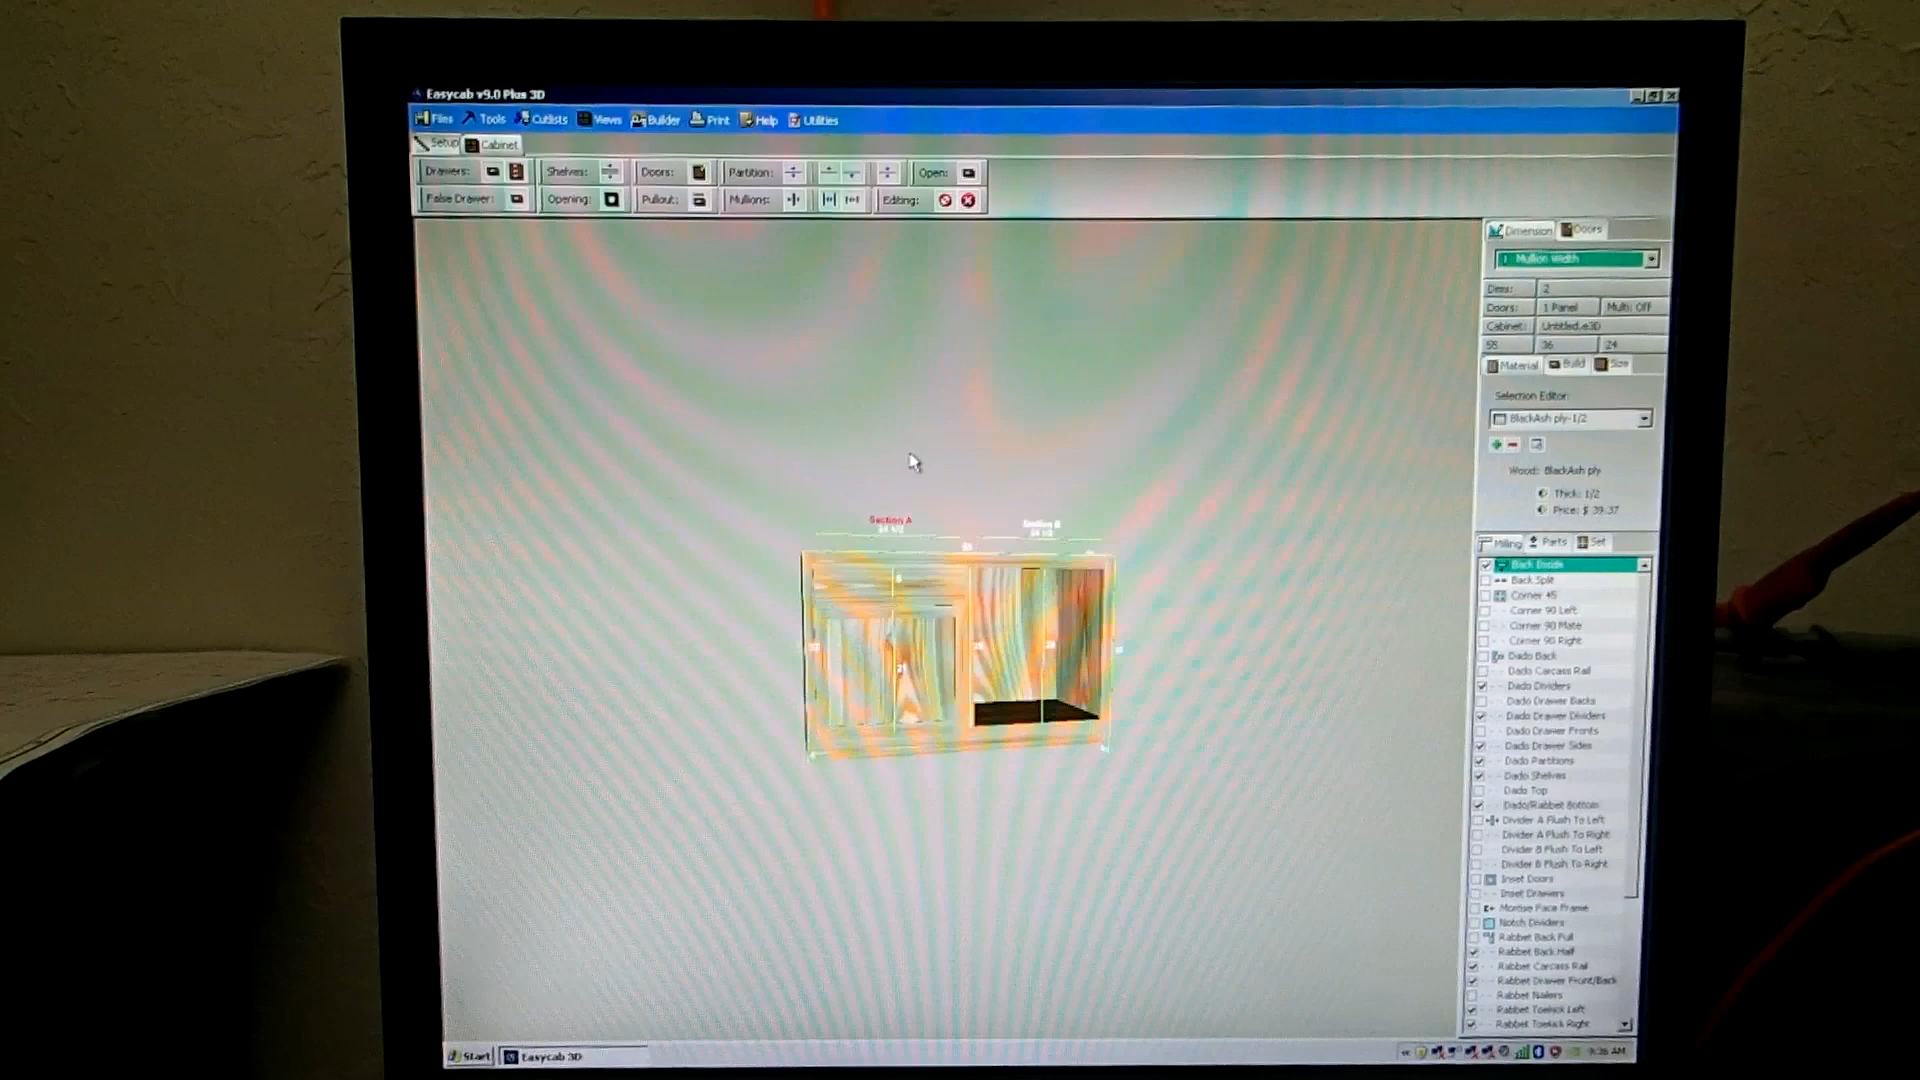 Easycab v9.0 Plus 3D
Files Tools Cutlists Views Builder Print Help Utilities
Setup Cabinet
Drawers: Shelves: Doors: Partition: Open:
False Drawer: Opening: Pullout: Mullions: Editing:
Dimension Doors
Mullion Width
Dims: 2
Doors: 1 Panel Multi: Off
Cabinet: Untitled.e3D
55 36 24
Material Build Size
Selection Editor:
BlackAsh ply-1/2
Wood: BlackAsh ply
Thick: 1/2
Price: $ 39.37
Section A
Section B
Milling Parts Set
Back Inside
Back Split
Corner 45
Corner 90 Left
Corner 90 Mate
Corner 90 Right
Dado Back
Dado Carcass Rail
Dado Dividers
Dado Drawer Backs
Dado Drawer Dividers
Dado Drawer Fronts
Dado Drawer Sides
Dado Partitions
Dado Shelves
Dado Top
Dado/Rabbet Bottom
Divider A Flush To Left
Divider A Flush To Right
Divider B Flush To Left
Divider B Flush To Right
Inset Doors
Inset Drawers
Mortise Face Frame
Notch Dividers
Rabbet Back Full
Rabbet Back Half
Rabbet Carcass Rail
Rabbet Drawer Front/Back
Rabbet Nailers
Rabbet Toekick Left
Rabbet Toekick Right
Start Easycab 3D 9:36 AM